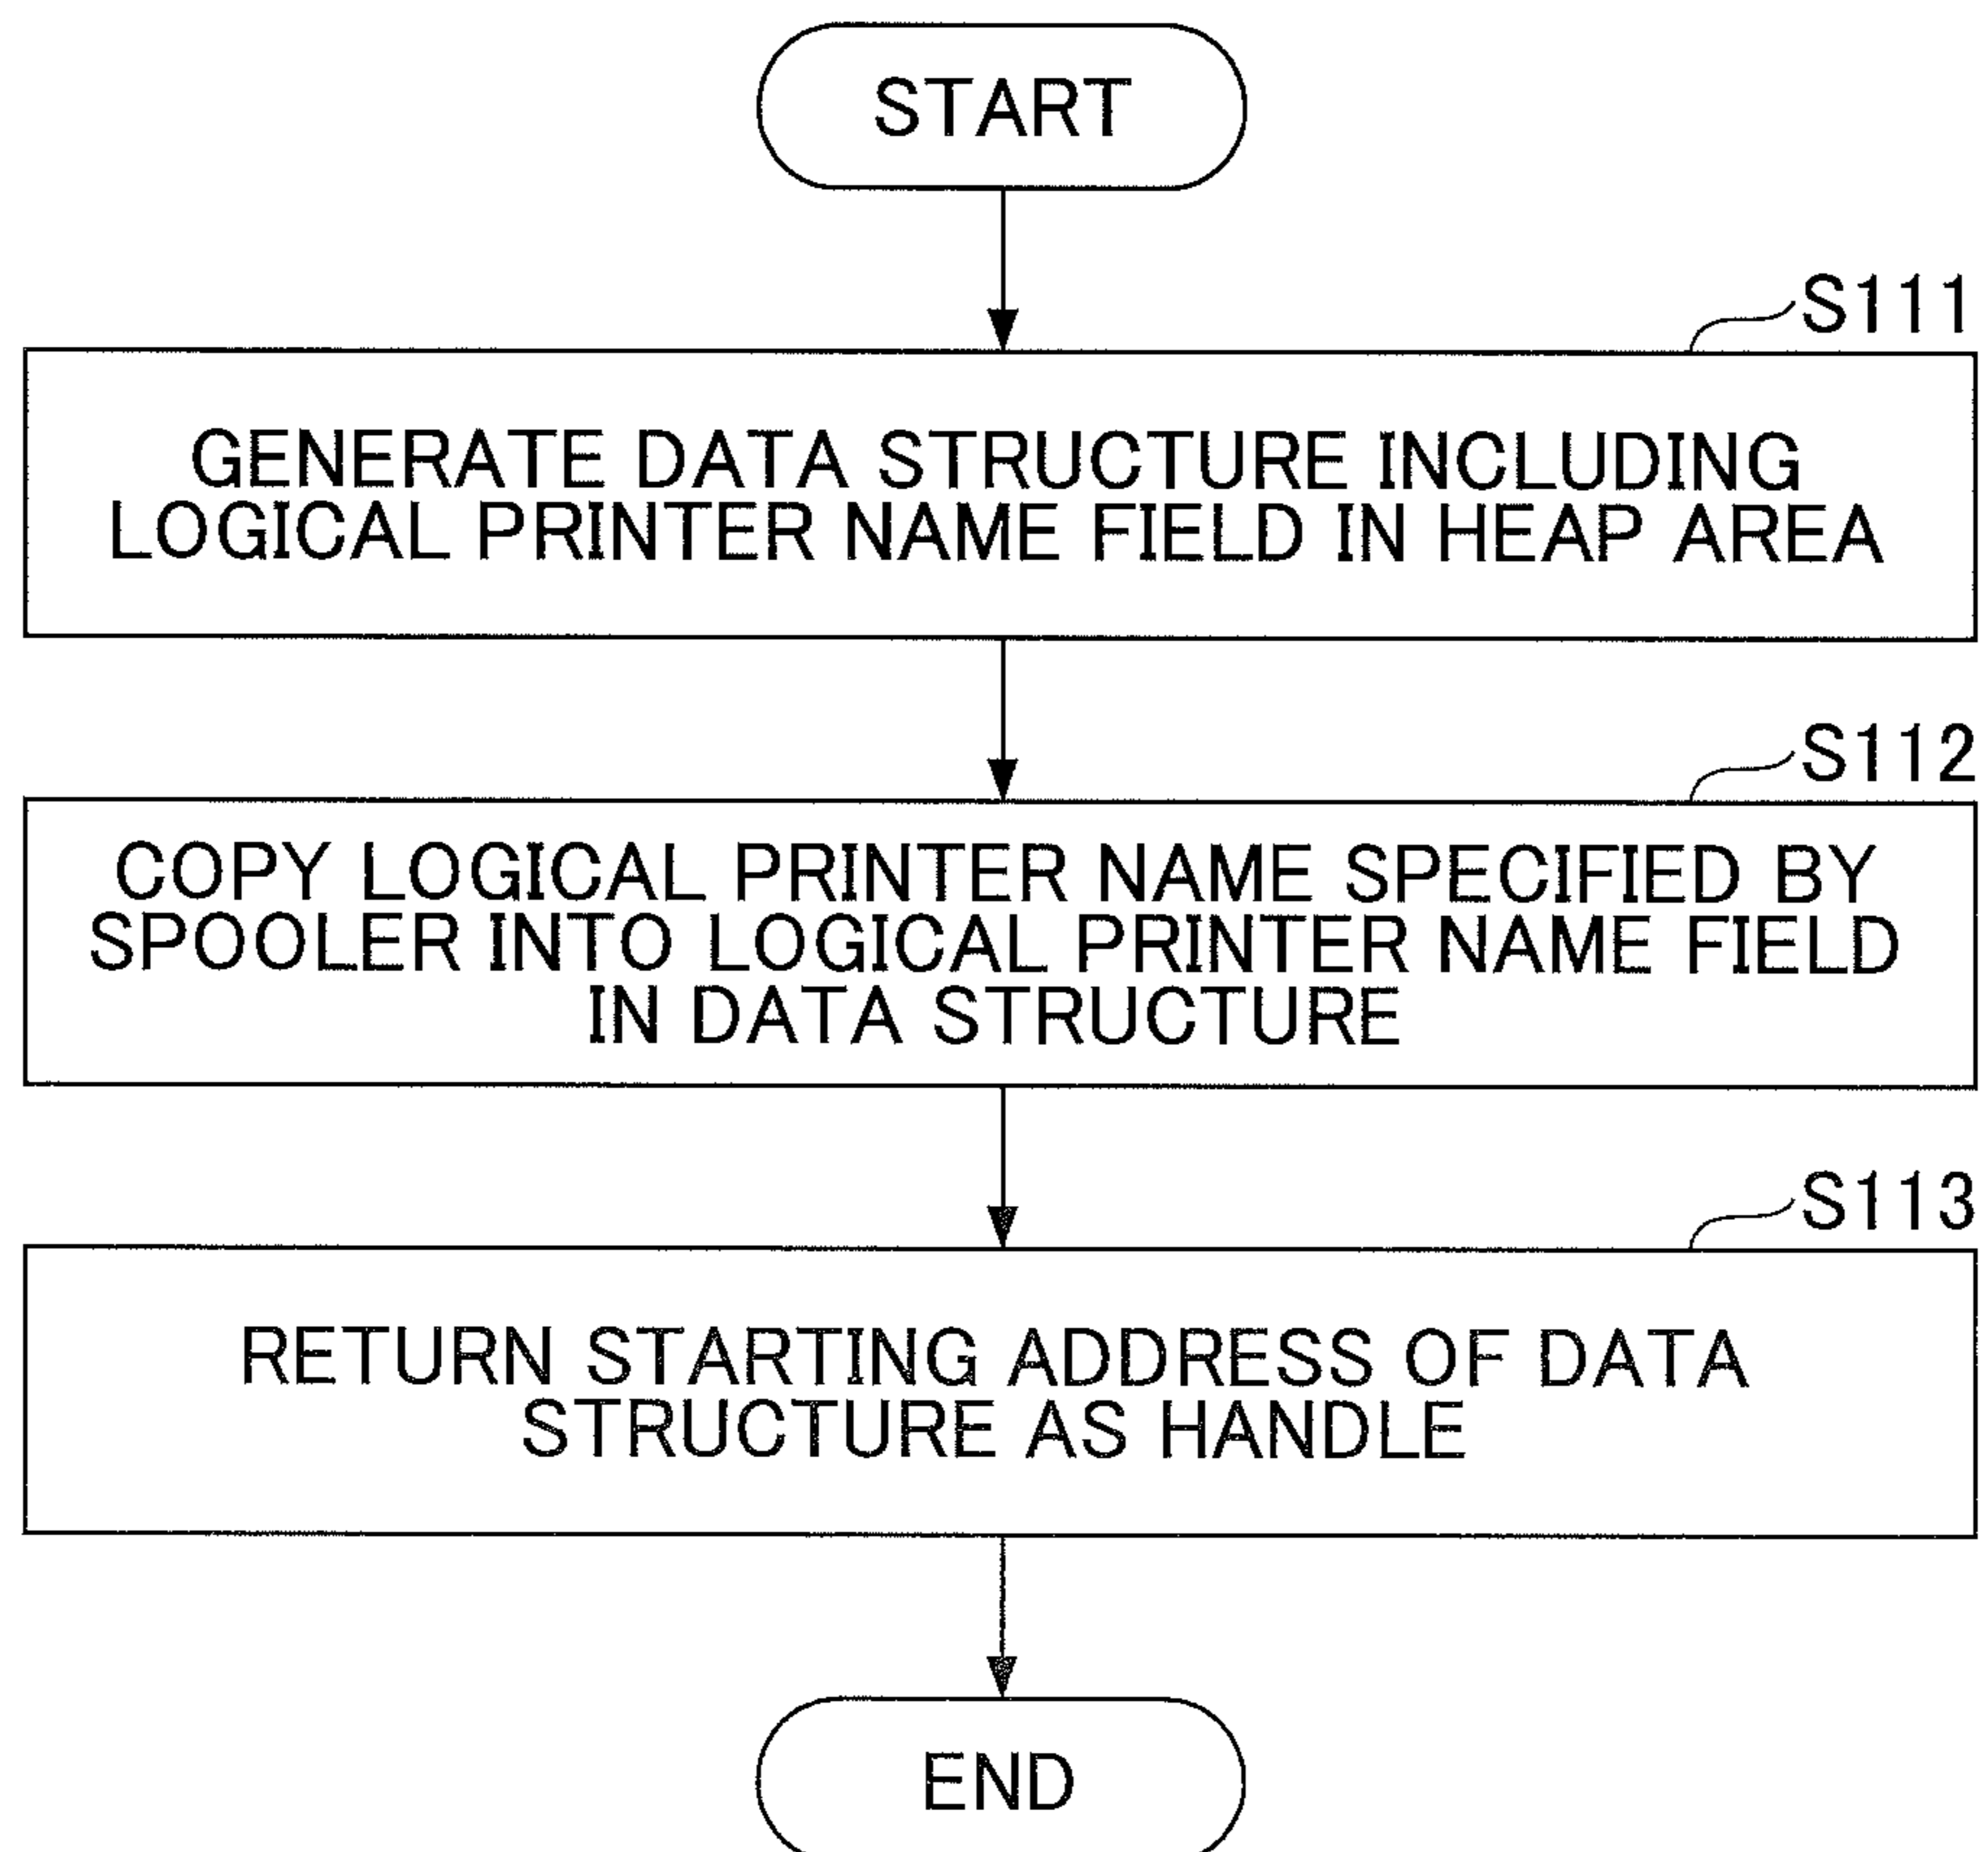 START
S111
GENERATE DATA STRUCTURE INCLUDING
LOGICAL PRINTER NAME FIELD IN HEAP AREA
S112
COPY LOGICAL PRINTER NAME SPECIFIED BY
SPOOLER INTO LOGICAL PRINTER NAME FIELD
IN DATA STRUCTURE
S113
RETURN STARTING ADDRESS OF DATA
STRUCTURE AS HANDLE
END